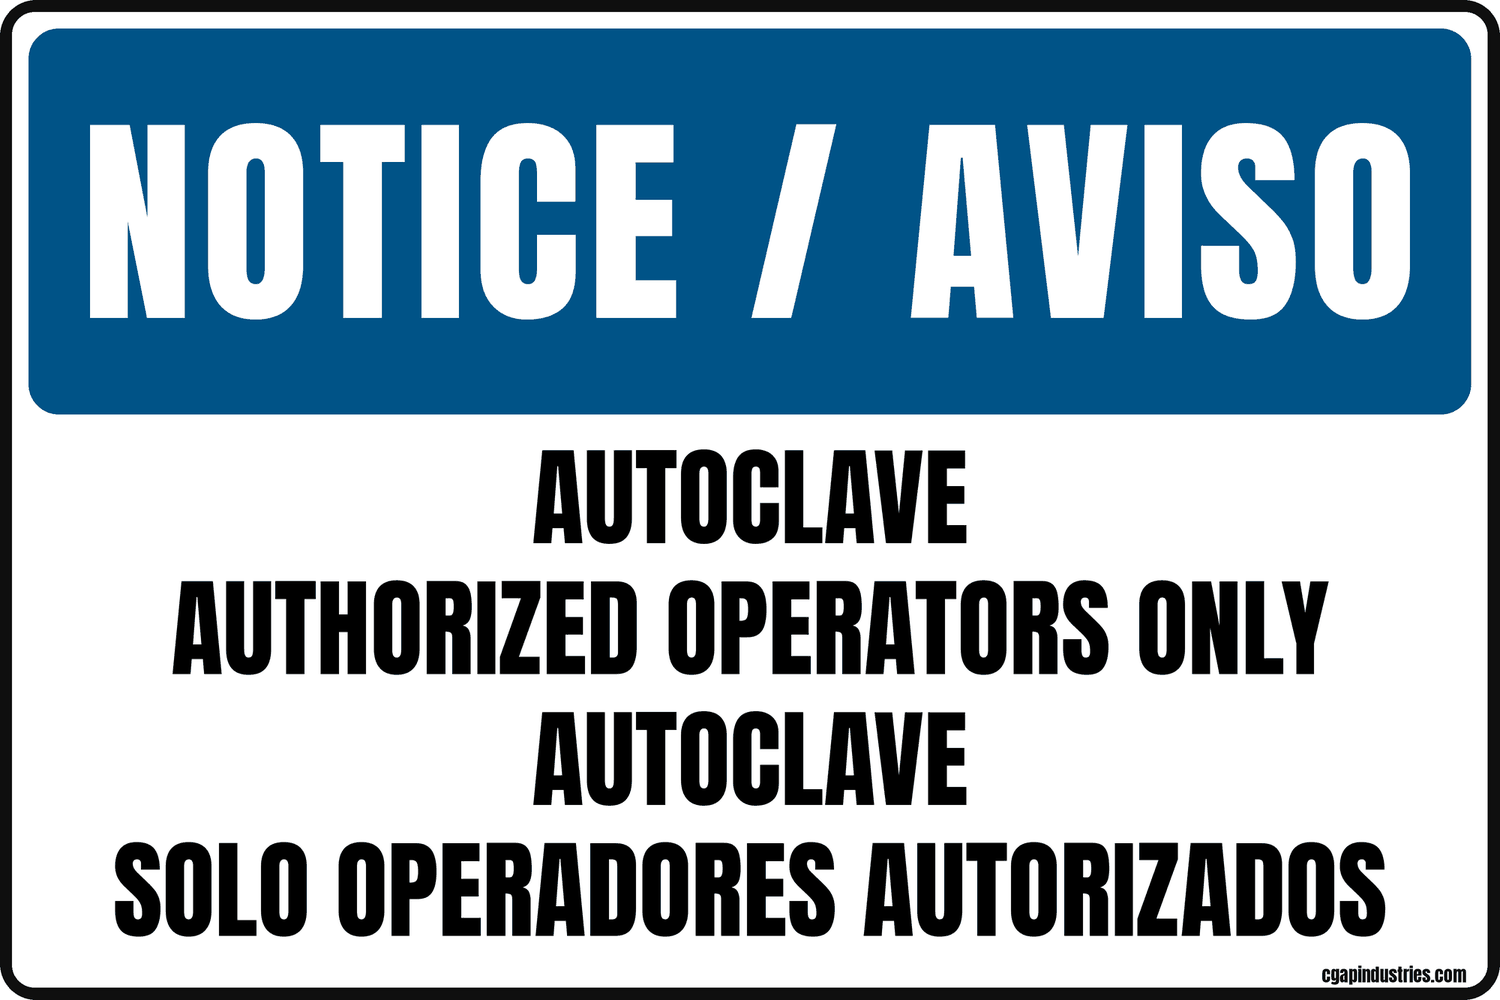 NOTICE / AVISO
AUTOCLAVE
AUTHORIZED OPERATORS ONLY
AUTOCLAVE
SOLO OPERADORES AUTORIZADOS
cgapindustries.com